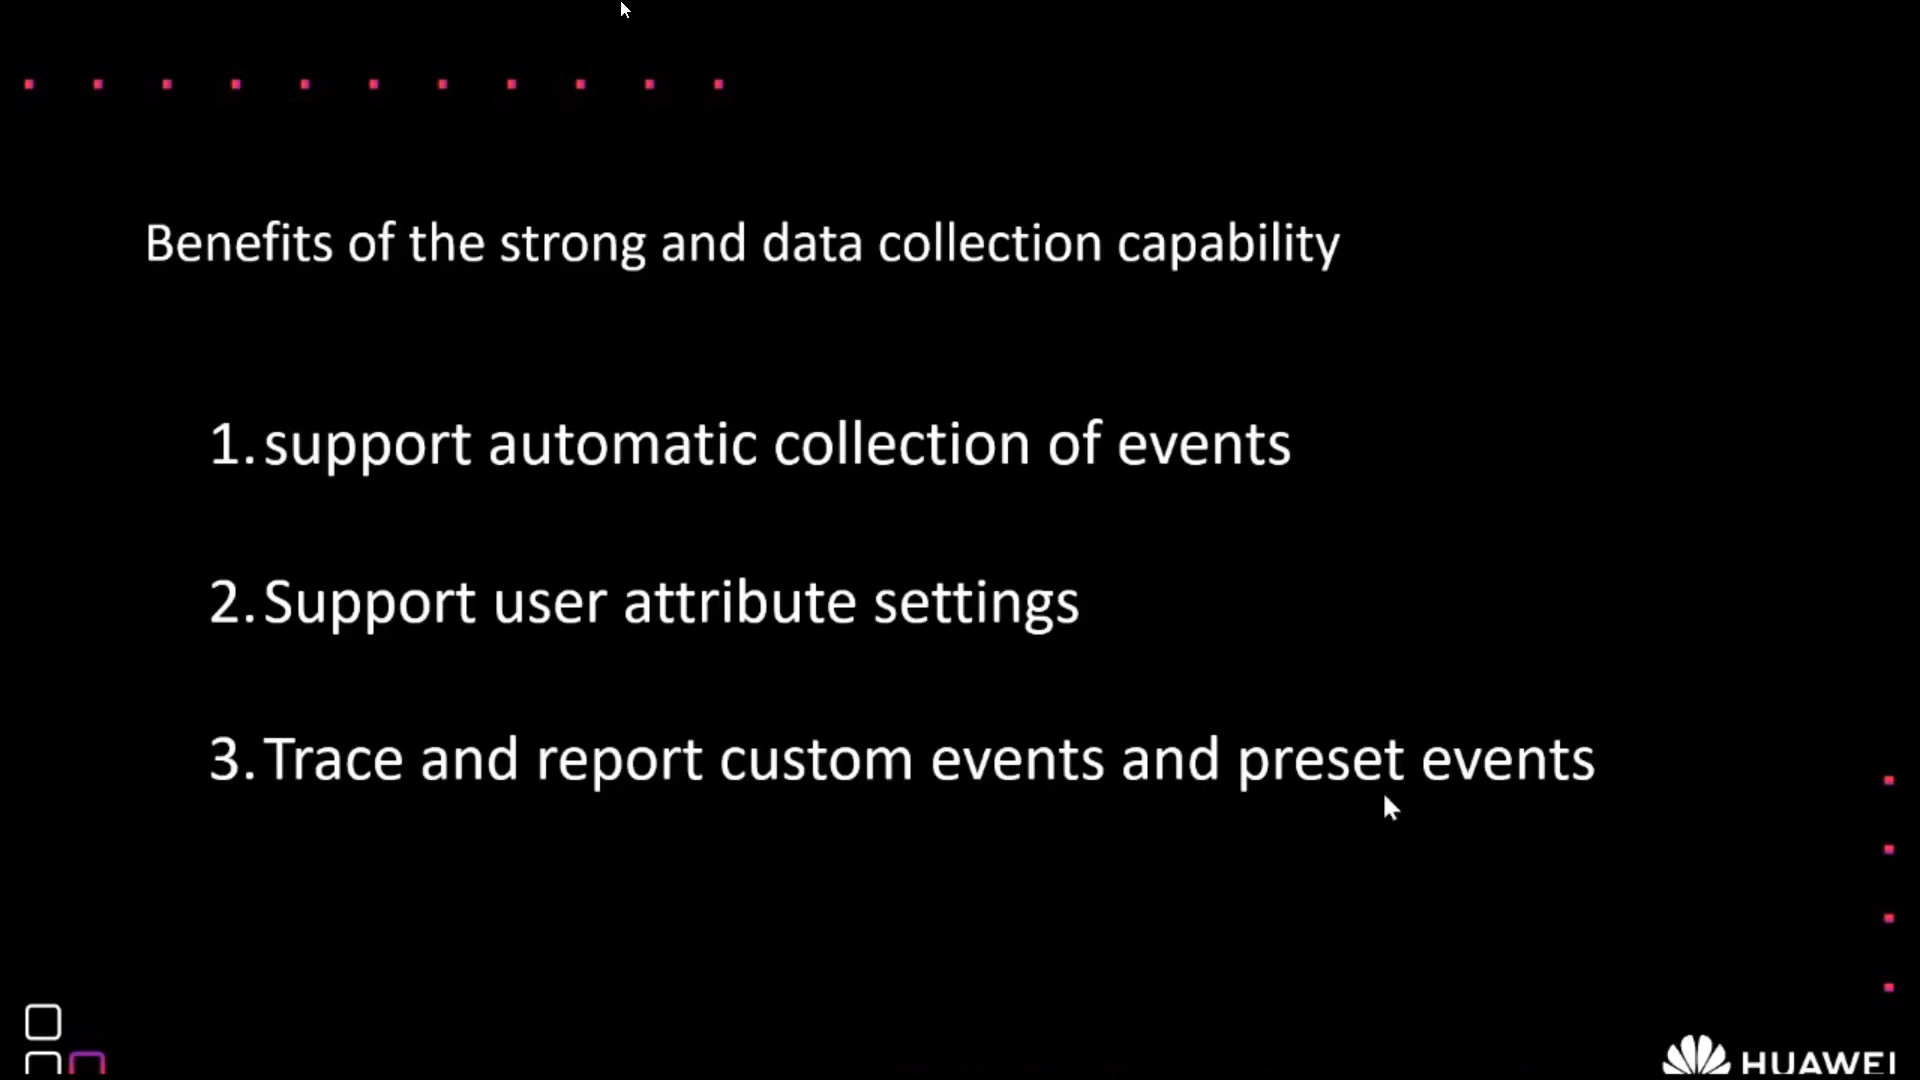 Benefits of the strong and data collection capability
1. support automatic collection of events
2. Support user attribute settings
3. Trace and report custom events and preset events
HUAWEI